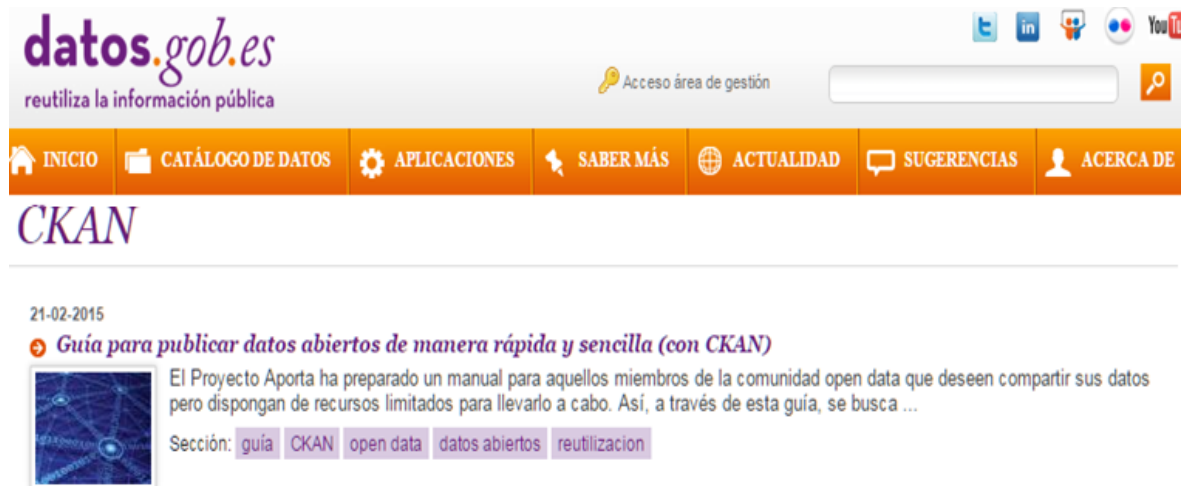 datos.gob.es
reutiliza la información pública
Acceso área de gestión
INICIO CATÁLOGO DE DATOS APLICACIONES SABER MÁS ACTUALIDAD SUGERENCIAS ACERCA DE
CKAN
21-02-2015
Guía para publicar datos abiertos de manera rápida y sencilla (con CKAN)
El Proyecto Aporta ha preparado un manual para aquellos miembros de la comunidad open data que deseen compartir sus datos
pero dispongan de recursos limitados para llevarlo a cabo. Así, a través de esta guía, se busca ...
Sección: guía CKAN open data datos abiertos reutilizacion